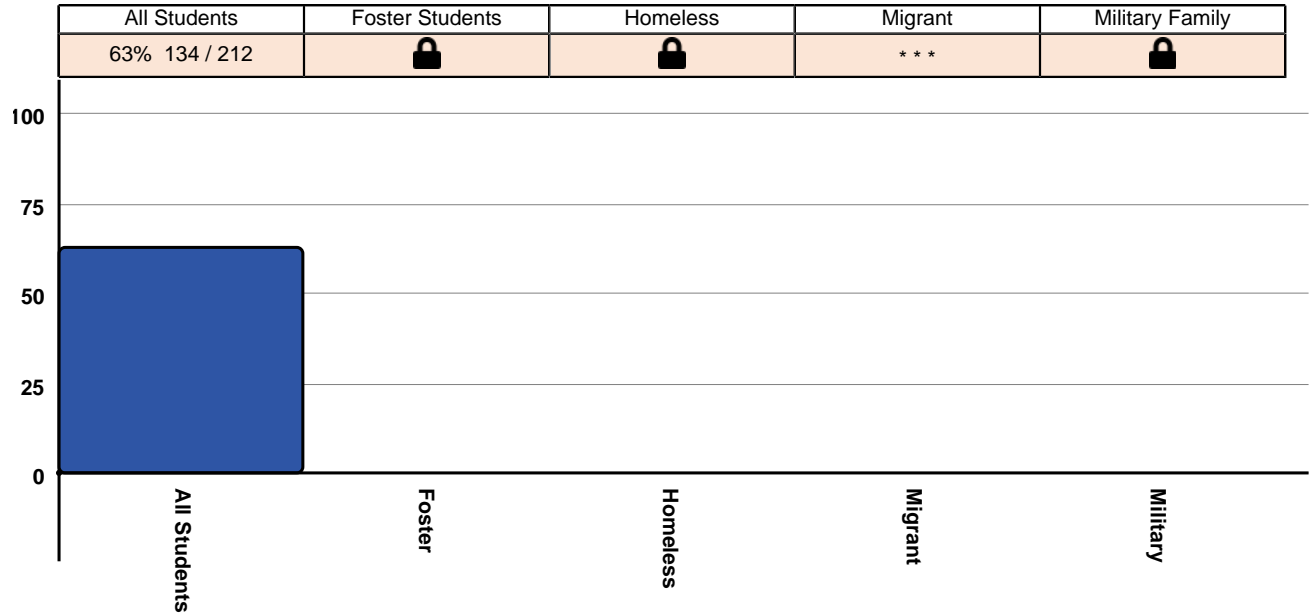 All Students Foster Students Homeless Migrant Military Family
63% 134 / 212 * * *
100
75
50
25
0
All Students Foster Homeless Migrant Military